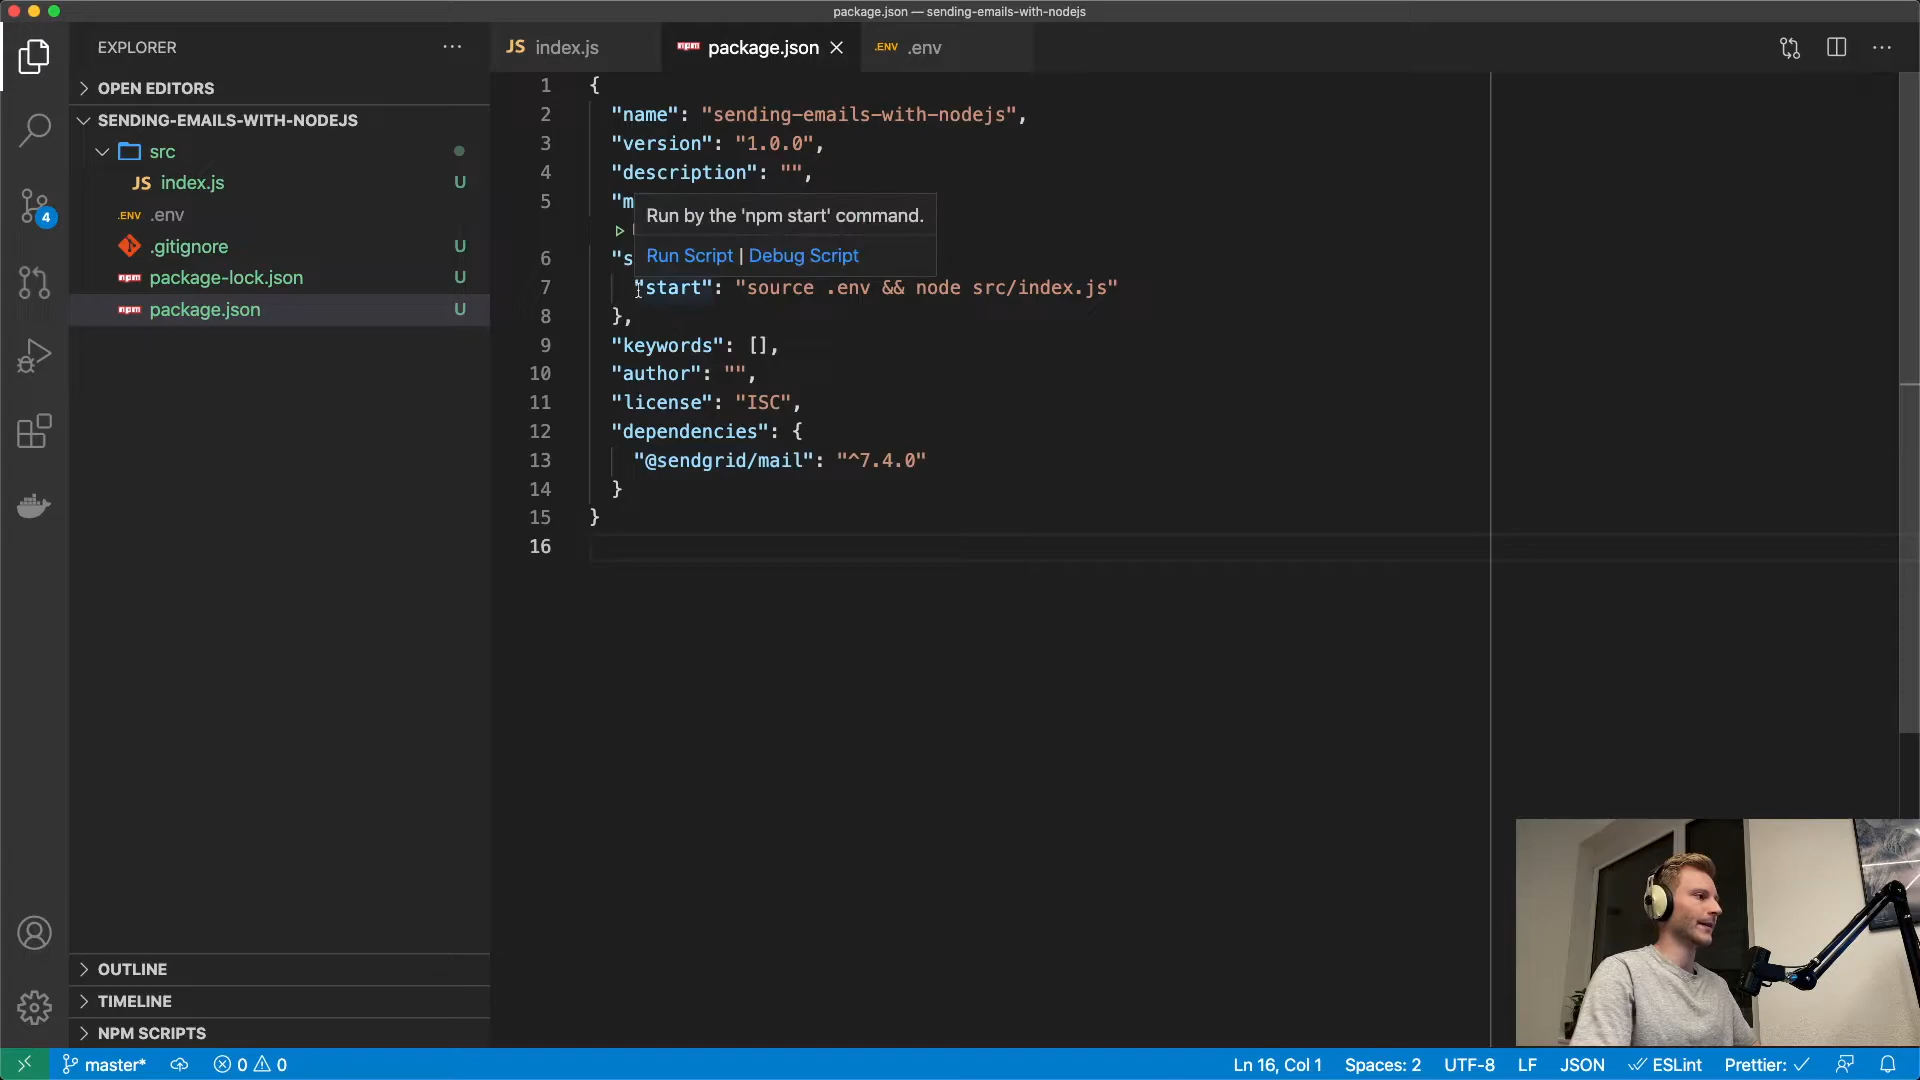 package.json — sending-emails-with-nodejs
EXPLORER
OPEN EDITORS
SENDING-EMAILS-WITH-NODEJS
src
JS index.js U
.ENV .env
.gitignore U
npm package-lock.json U
npm package.json U
4
OUTLINE
TIMELINE
NPM SCRIPTS
JS index.js
npm package.json
.ENV .env
1 {
2 "name": "sending-emails-with-nodejs",
3 "version": "1.0.0",
4 "description": "",
5 "m
Run by the 'npm start' command.
Run Script | Debug Script
6 "s
7 "start": "source .env && node src/index.js"
8 },
9 "keywords": [],
10 "author": "",
11 "license": "ISC",
12 "dependencies": {
13 "@sendgrid/mail": "^7.4.0"
14 }
15 }
16
master* 0 0
Ln 16, Col 1 Spaces: 2 UTF-8 LF JSON ESLint Prettier: ✓